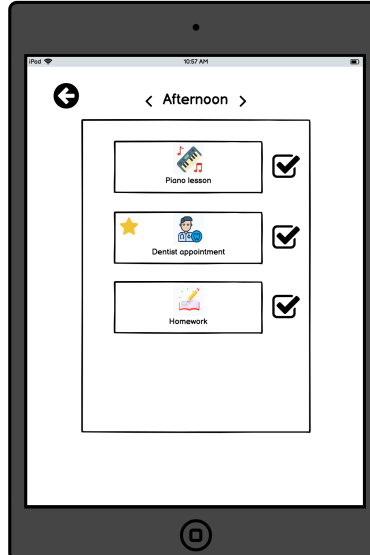 iPad 10:57 AM
< Afternoon >
Piano lesson
Dentist appointment
Homework